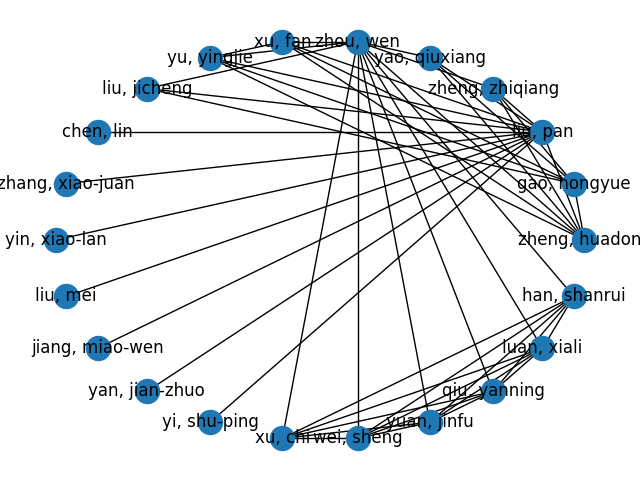 xu, fan
zhou, wen
yu, yingjie
yao, qiuxiang
liu, jicheng
zheng, zhiqiang
chen, lin
pan
zhang, xiao-juan
gao, hongyue
yin, xiao-lan
zheng, huadon
liu, mei
han, shanrui
jiang, miao-wen
luan, xiali
yan, jian-zhuo
qiu, yanning
yi, shu-ping
yuan, jinfu
xu, chi
wei, sheng